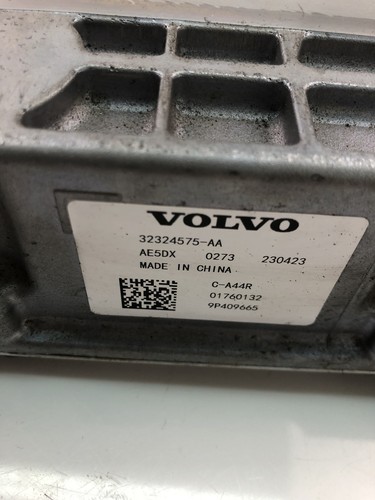 VOLVO
32324575-AA
AE5DX 0273 230423
MADE IN CHINA
C-A44R
01760132
9P409665